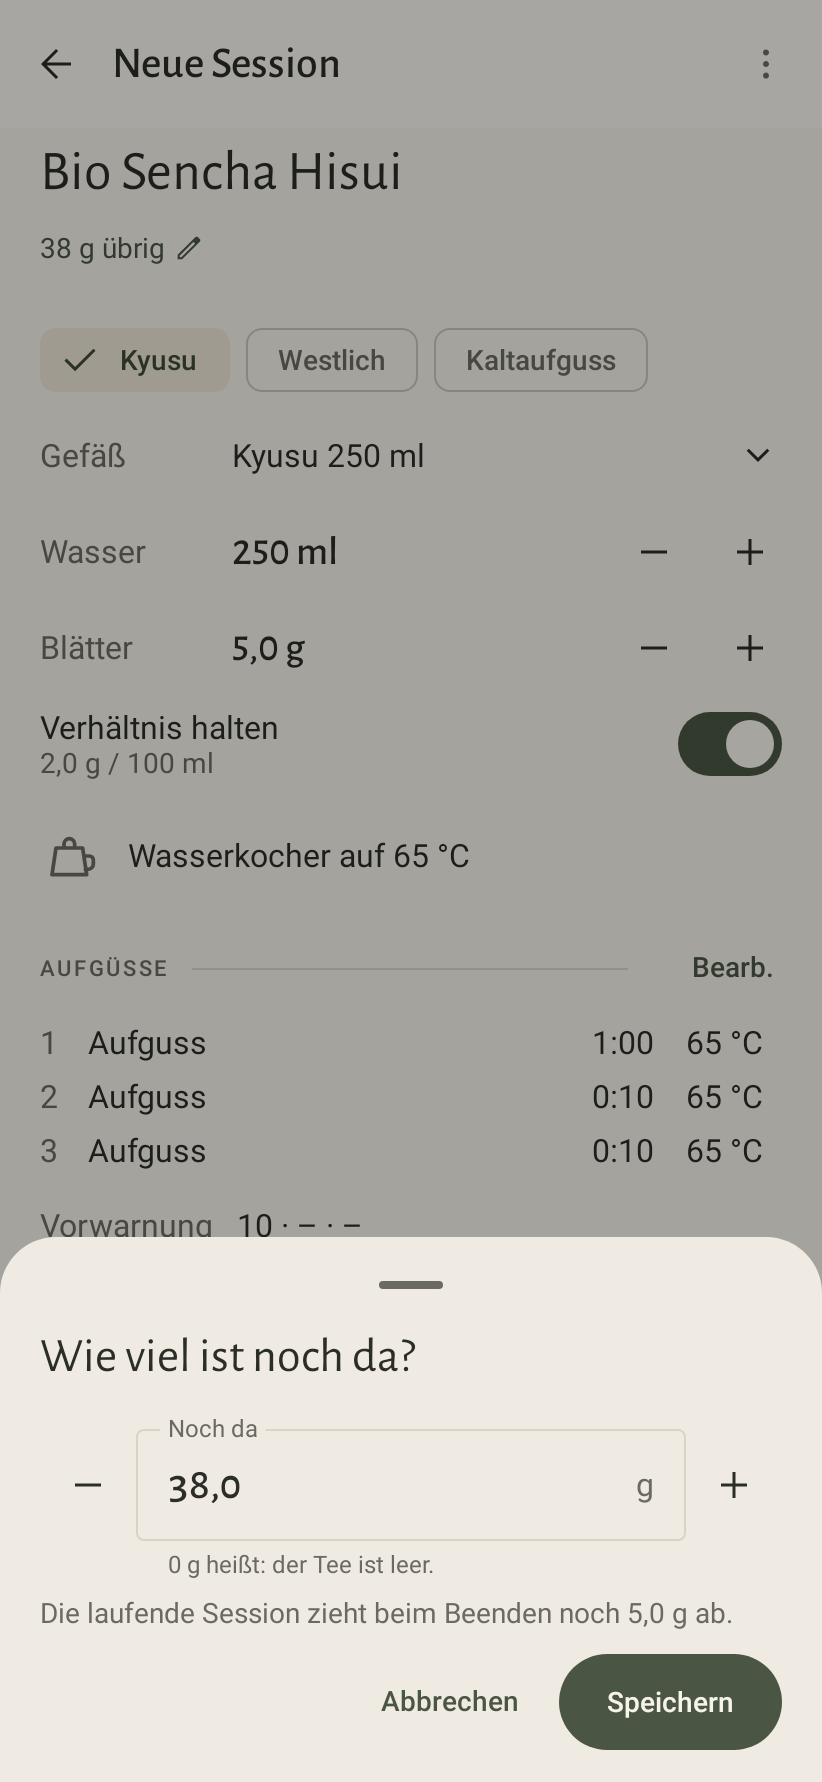 Neue Session
Bio Sencha Hisui
38 g übrig
Kyusu Westlich Kaltaufguss
Gefäß Kyusu 250 ml
Wasser 250 ml
Blätter 5,0 g
Verhältnis halten
2,0 g / 100 ml
Wasserkocher auf 65 °C
AUFGÜSSE Bearb.
1 Aufguss 1:00 65 °C
2 Aufguss 0:10 65 °C
3 Aufguss 0:10 65 °C
Vorwarnung 10 · – · –
Wie viel ist noch da?
Noch da
38,0 g
0 g heißt: der Tee ist leer.
Die laufende Session zieht beim Beenden noch 5,0 g ab.
Abbrechen Speichern